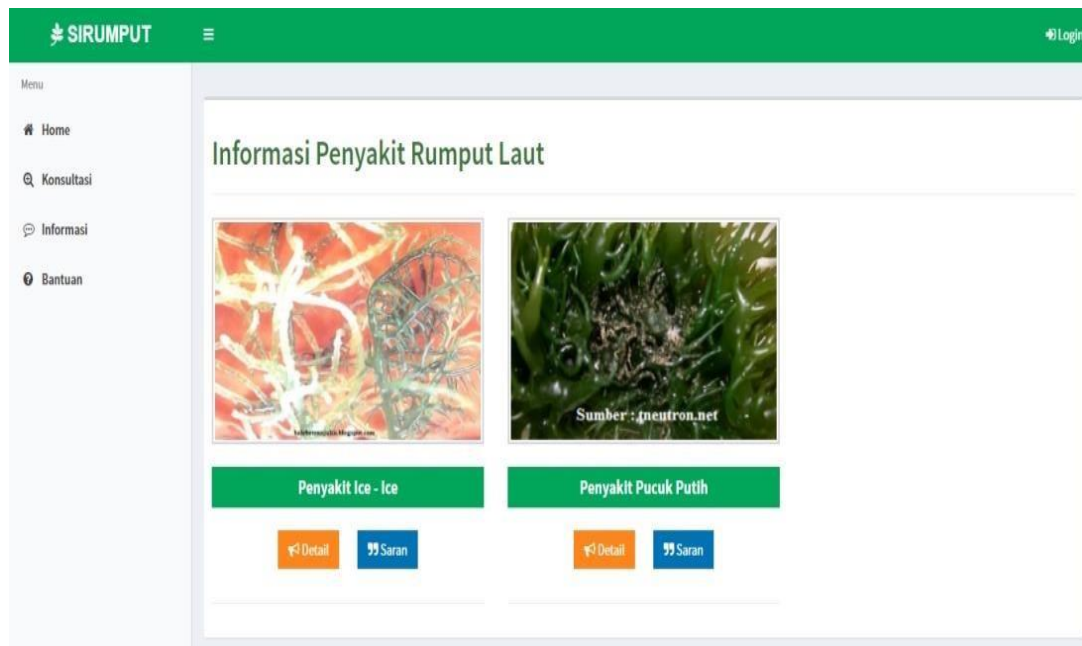 SIRUMPUT
Login
Menu
Home
Konsultasi
Informasi
Bantuan
Informasi Penyakit Rumput Laut
Sumber : tneutron.net
Penyakit Ice - Ice
Penyakit Pucuk Putih
Detail
Saran
Detail
Saran